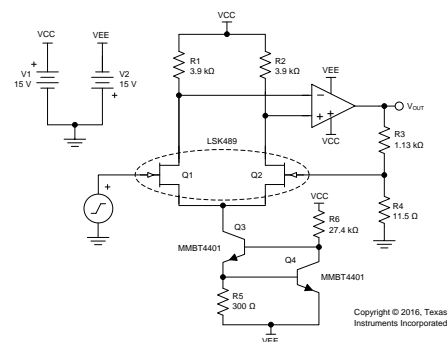 VCC
VCC
VEE
V1
15 V
V2
15 V
R1
3.9 kΩ
R2
3.9 kΩ
VEE
VCC
VOUT
R3
1.13 kΩ
R4
11.5 Ω
LSK489
Q1
Q2
VCC
R6
27.4 kΩ
Q3
MMBT4401
Q4
MMBT4401
R5
300 Ω
VEE
Copyright © 2016, Texas
Instruments Incorporated